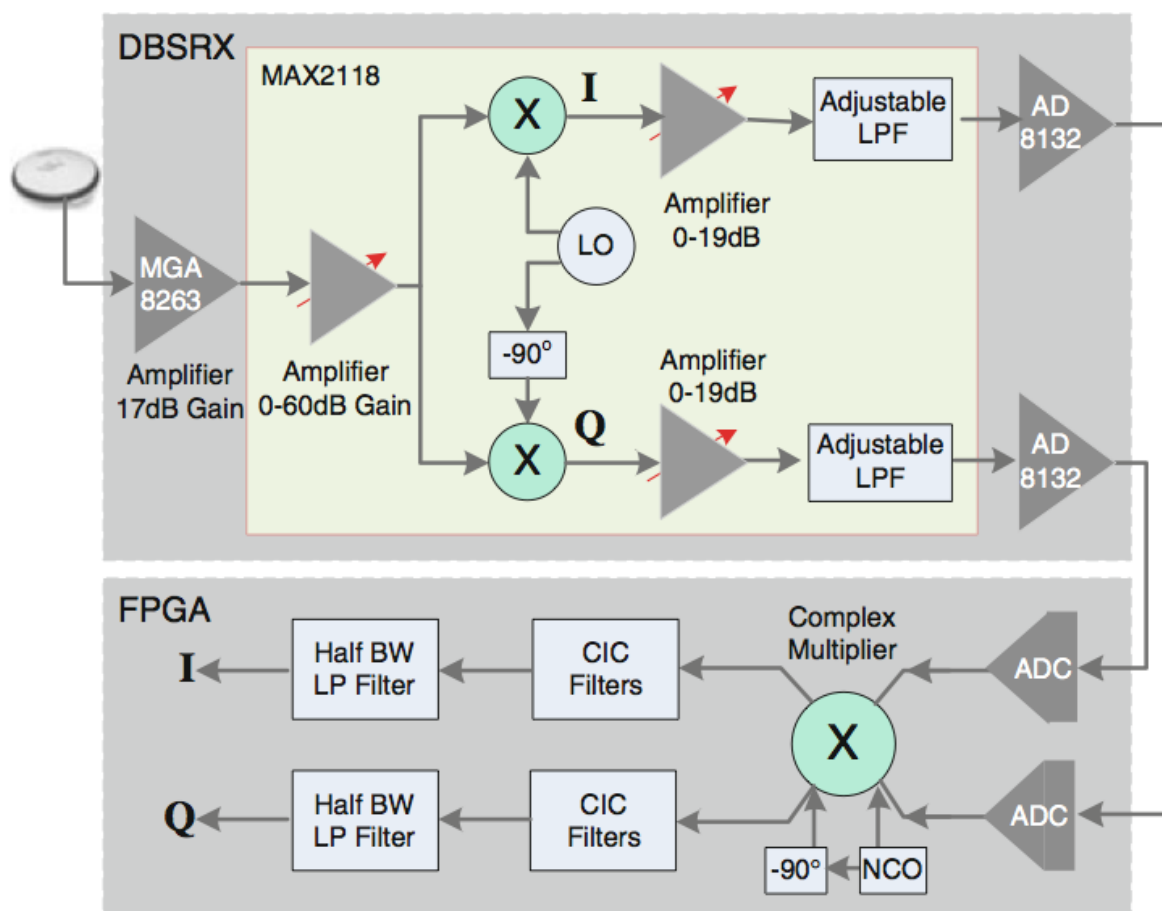 DBSRX
MAX2118
X
I
Adjustable
LPF
AD
8132
Amplifier
0-19dB
LO
MGA
8263
-90°
Amplifier
17dB Gain
Amplifier
0-60dB Gain
Amplifier
0-19dB
X
Q
Adjustable
LPF
AD
8132
FPGA
I
Half BW
LP Filter
CIC
Filters
Complex
Multiplier
ADC
X
Q
Half BW
LP Filter
CIC
Filters
-90°
NCO
ADC